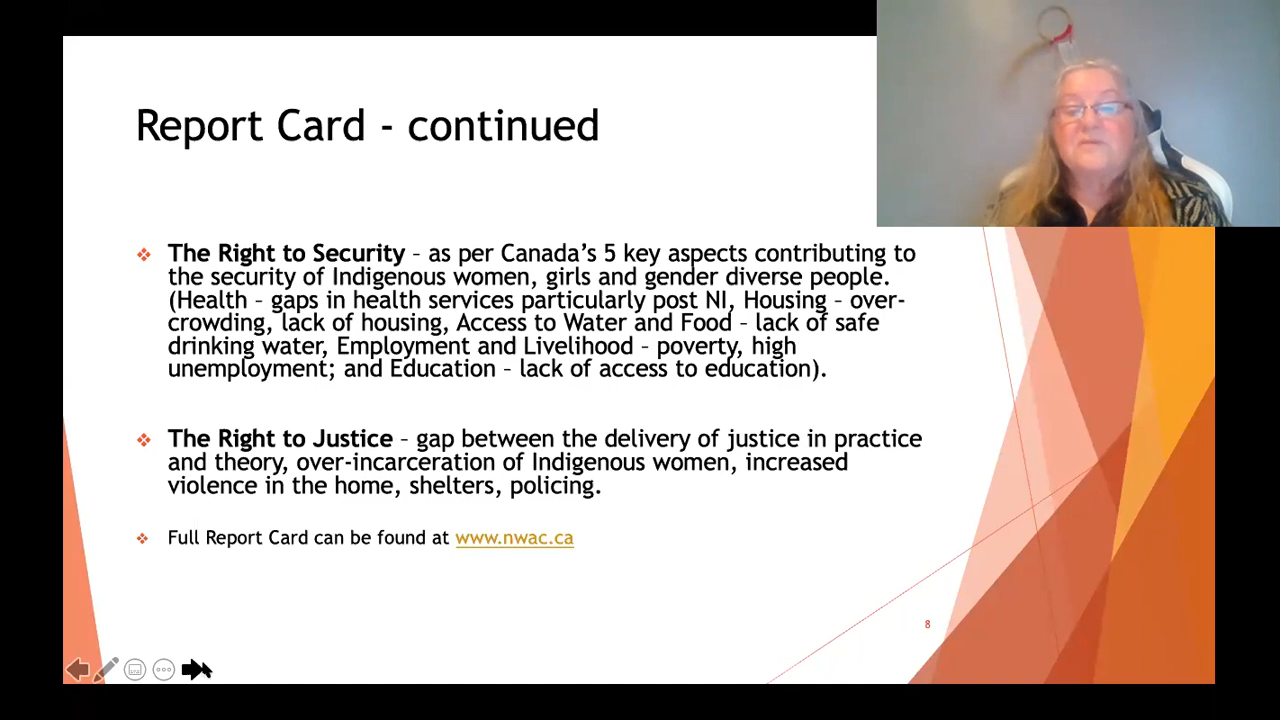 Report Card - continued
❖ The Right to Security – as per Canada’s 5 key aspects contributing to
the security of Indigenous women, girls and gender diverse people.
(Health – gaps in health services particularly post NI, Housing – over-
crowding, lack of housing, Access to Water and Food – lack of safe
drinking water, Employment and Livelihood – poverty, high
unemployment; and Education – lack of access to education).
❖ The Right to Justice – gap between the delivery of justice in practice
and theory, over-incarceration of Indigenous women, increased
violence in the home, shelters, policing.
❖ Full Report Card can be found at www.nwac.ca
8